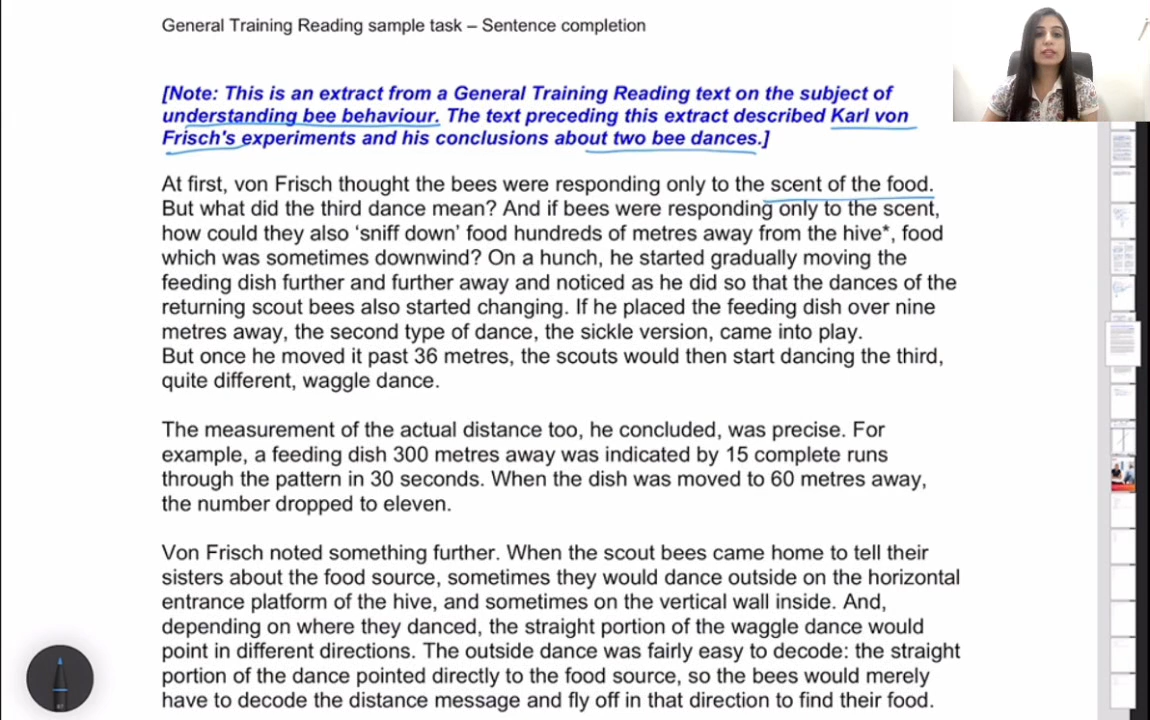 General Training Reading sample task – Sentence completion
[Note: This is an extract from a General Training Reading text on the subject of
understanding bee behaviour. The text preceding this extract described Karl von
Frisch's experiments and his conclusions about two bee dances.]
At first, von Frisch thought the bees were responding only to the scent of the food.
But what did the third dance mean? And if bees were responding only to the scent,
how could they also ‘sniff down’ food hundreds of metres away from the hive*, food
which was sometimes downwind? On a hunch, he started gradually moving the
feeding dish further and further away and noticed as he did so that the dances of the
returning scout bees also started changing. If he placed the feeding dish over nine
metres away, the second type of dance, the sickle version, came into play.
But once he moved it past 36 metres, the scouts would then start dancing the third,
quite different, waggle dance.
The measurement of the actual distance too, he concluded, was precise. For
example, a feeding dish 300 metres away was indicated by 15 complete runs
through the pattern in 30 seconds. When the dish was moved to 60 metres away,
the number dropped to eleven.
Von Frisch noted something further. When the scout bees came home to tell their
sisters about the food source, sometimes they would dance outside on the horizontal
entrance platform of the hive, and sometimes on the vertical wall inside. And,
depending on where they danced, the straight portion of the waggle dance would
point in different directions. The outside dance was fairly easy to decode: the straight
portion of the dance pointed directly to the food source, so the bees would merely
have to decode the distance message and fly off in that direction to find their food.